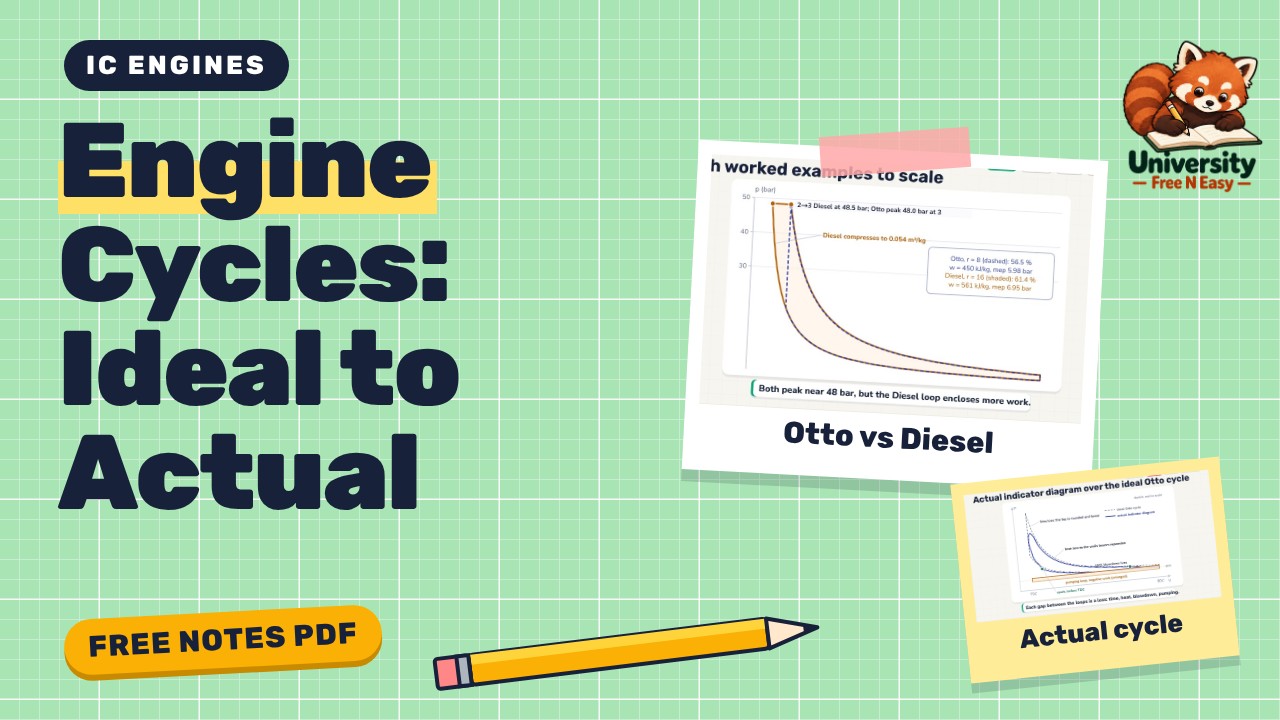 IC ENGINES
Engine
Cycles:
Ideal to
Actual
FREE NOTES PDF
University
Free N Easy
h worked examples to scale
p (bar)
50
40
30
2→3 Diesel at 48.5 bar; Otto peak 48.0 bar at 3
Diesel compresses to 0.054 m³/kg
Otto, r = 8 (dashed): 56.5 %
w = 450 kJ/kg, mep 5.98 bar
Diesel, r = 16 (shaded): 61.4 %
w = 561 kJ/kg, mep 6.95 bar
Both peak near 48 bar, but the Diesel loop encloses more work.
Otto vs Diesel
Actual indicator diagram over the ideal Otto cycle
actual indicator diagram
Each gap between the loops is a loss: time, heat, blowdown, pumping.
Actual cycle